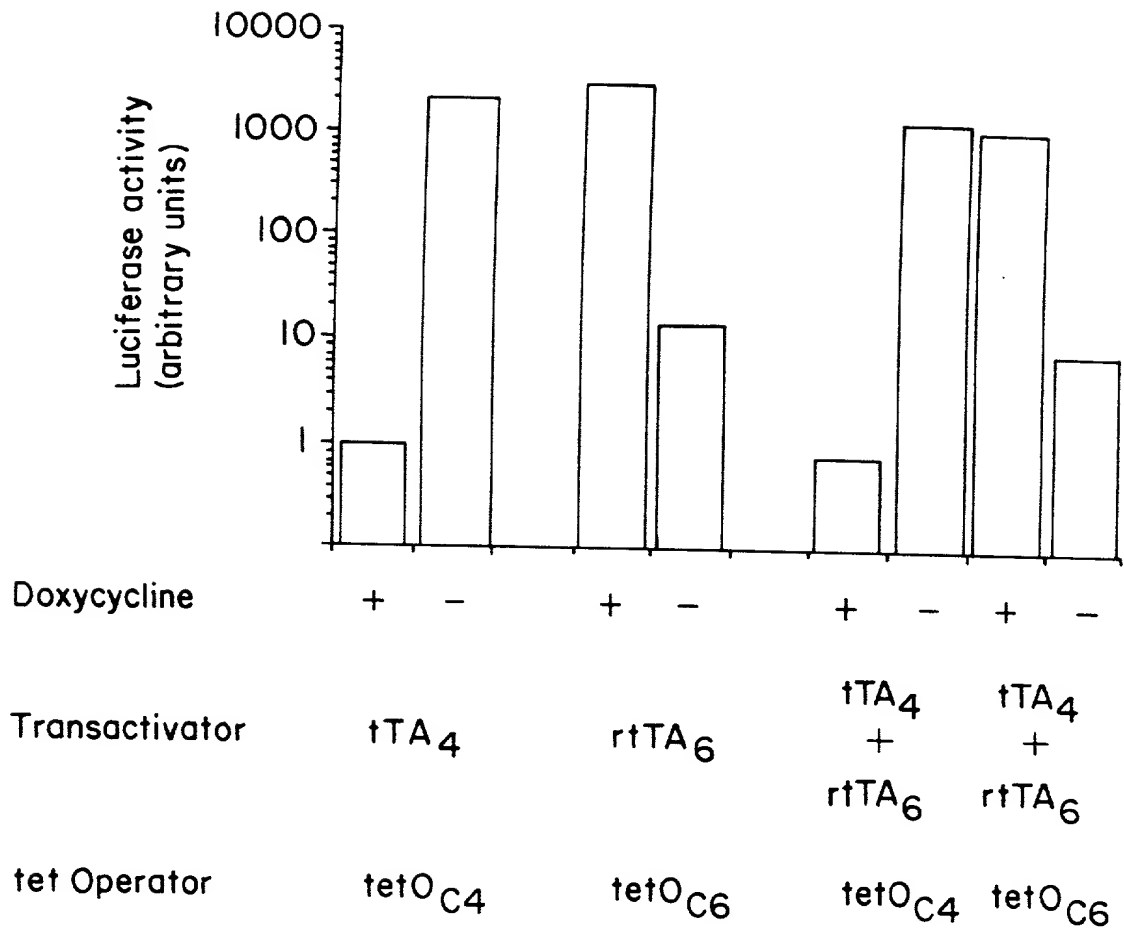 10000
1000
100
10
1
Luciferase activity
(arbitrary units)
Doxycycline + − + − + − + −
Transactivator tTA4 rtTA6 tTA4 + rtTA6 tTA4 + rtTA6
tet Operator tetOC4 tetOC6 tetOC4 tetOC6